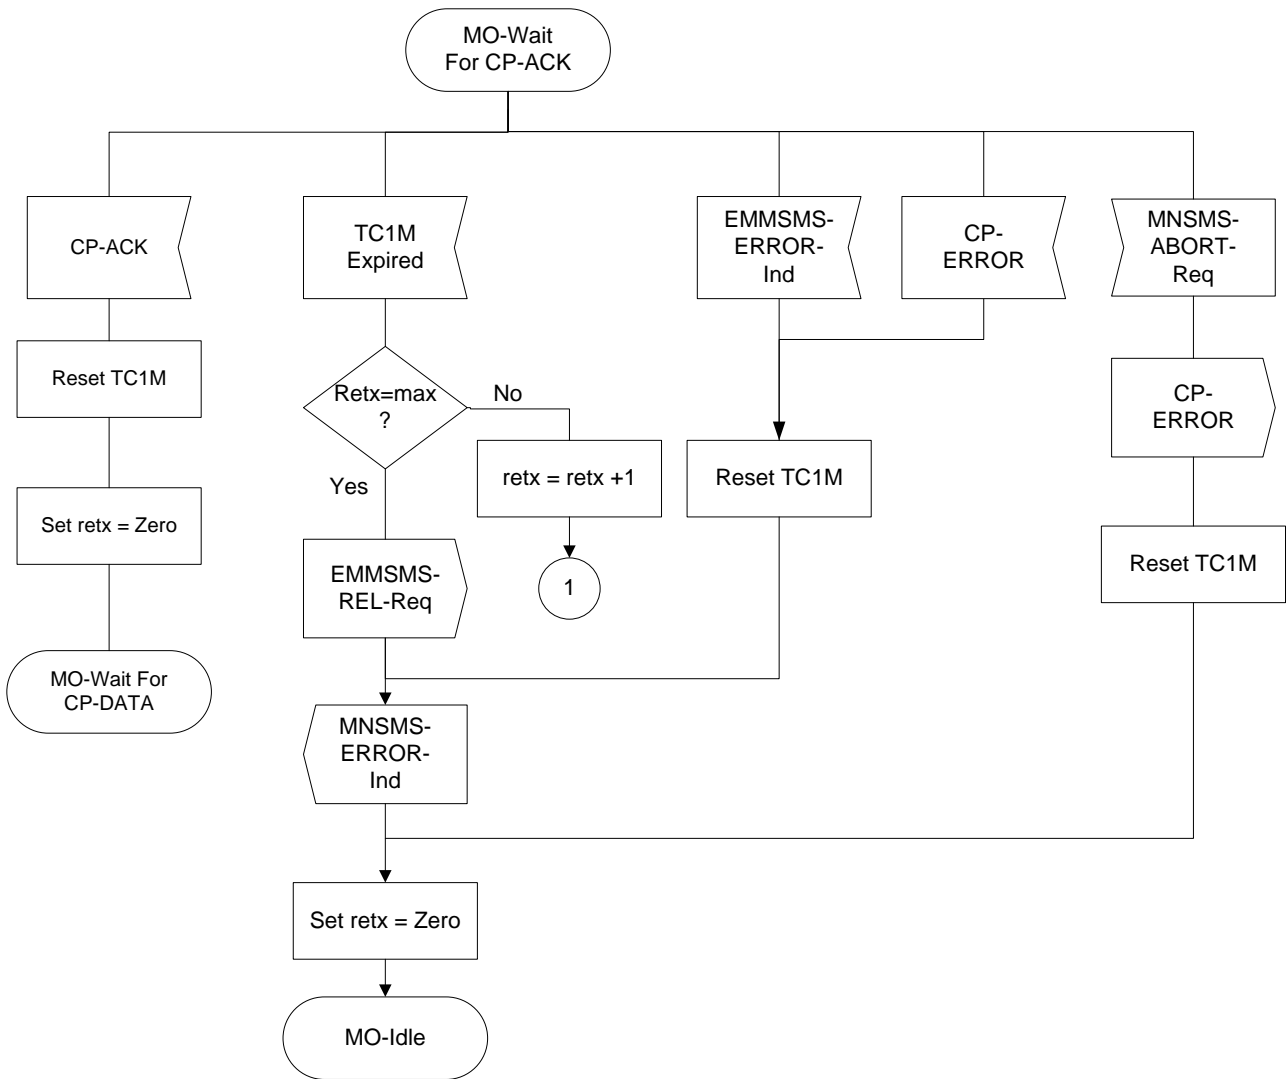 MO-Wait
For CP-ACK
CP-ACK
TC1M
Expired
EMMSMS-
ERROR-
Ind
CP-
ERROR
MNSMS-
ABORT-
Req
Reset TC1M
Retx=max
?
No
Yes
retx = retx +1
Reset TC1M
CP-
ERROR
Set retx = Zero
EMMSMS-
REL-Req
1
Reset TC1M
MO-Wait For
CP-DATA
MNSMS-
ERROR-
Ind
Set retx = Zero
MO-Idle